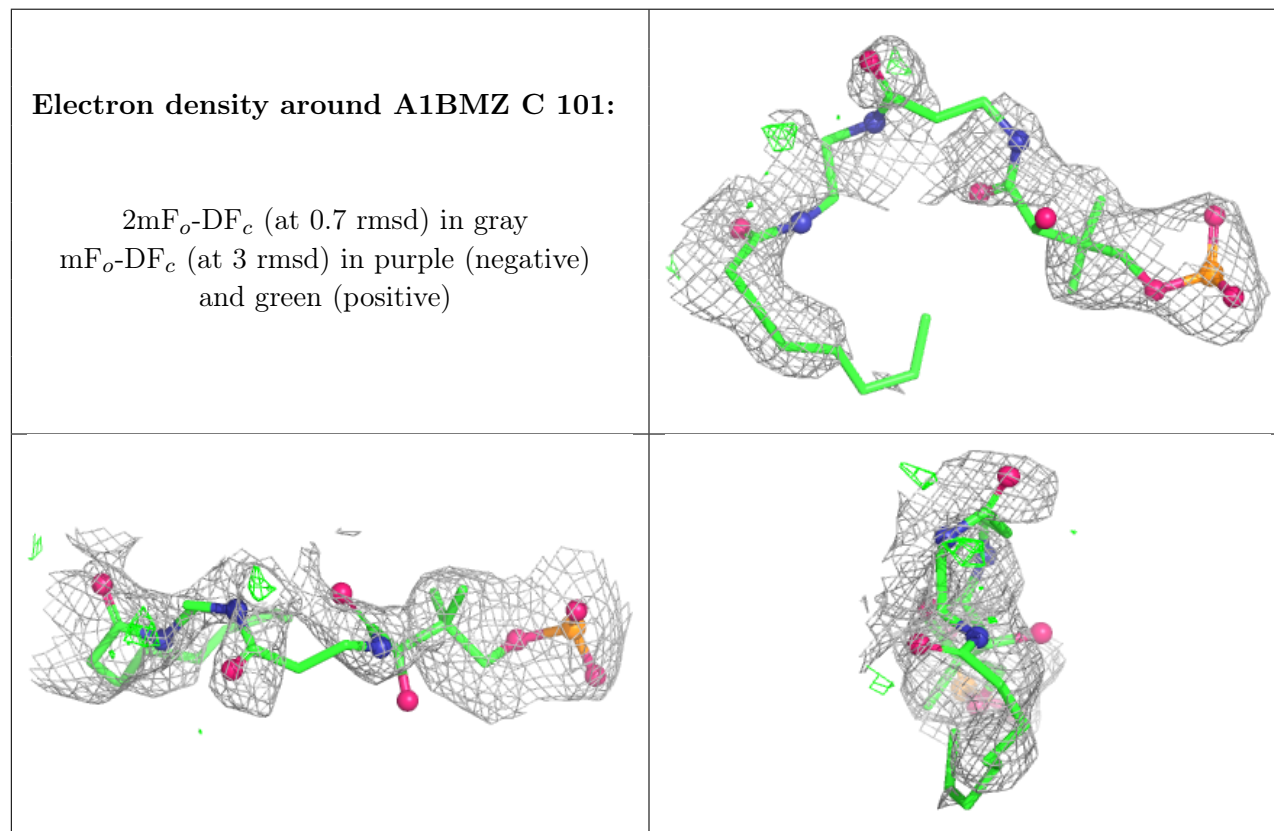 Electron density around A1BMZ C 101:
2mFₒ-DF𝑐 (at 0.7 rmsd) in gray
mFₒ-DF𝑐 (at 3 rmsd) in purple (negative)
and green (positive)